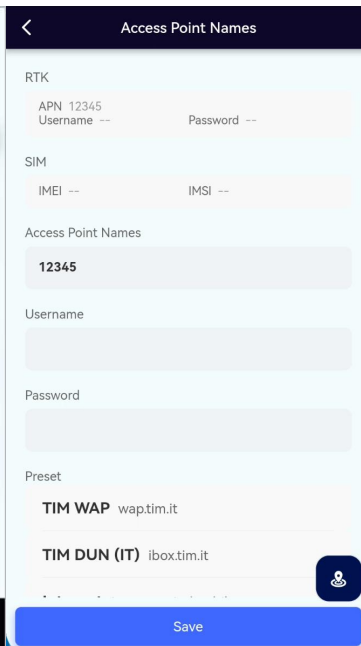 Access Point Names
RTK
APN 12345
Username -- Password --
SIM
IMEI -- IMSI --
Access Point Names
12345
Username
Password
Preset
TIM WAP wap.tim.it
TIM DUN (IT) ibox.tim.it
Save